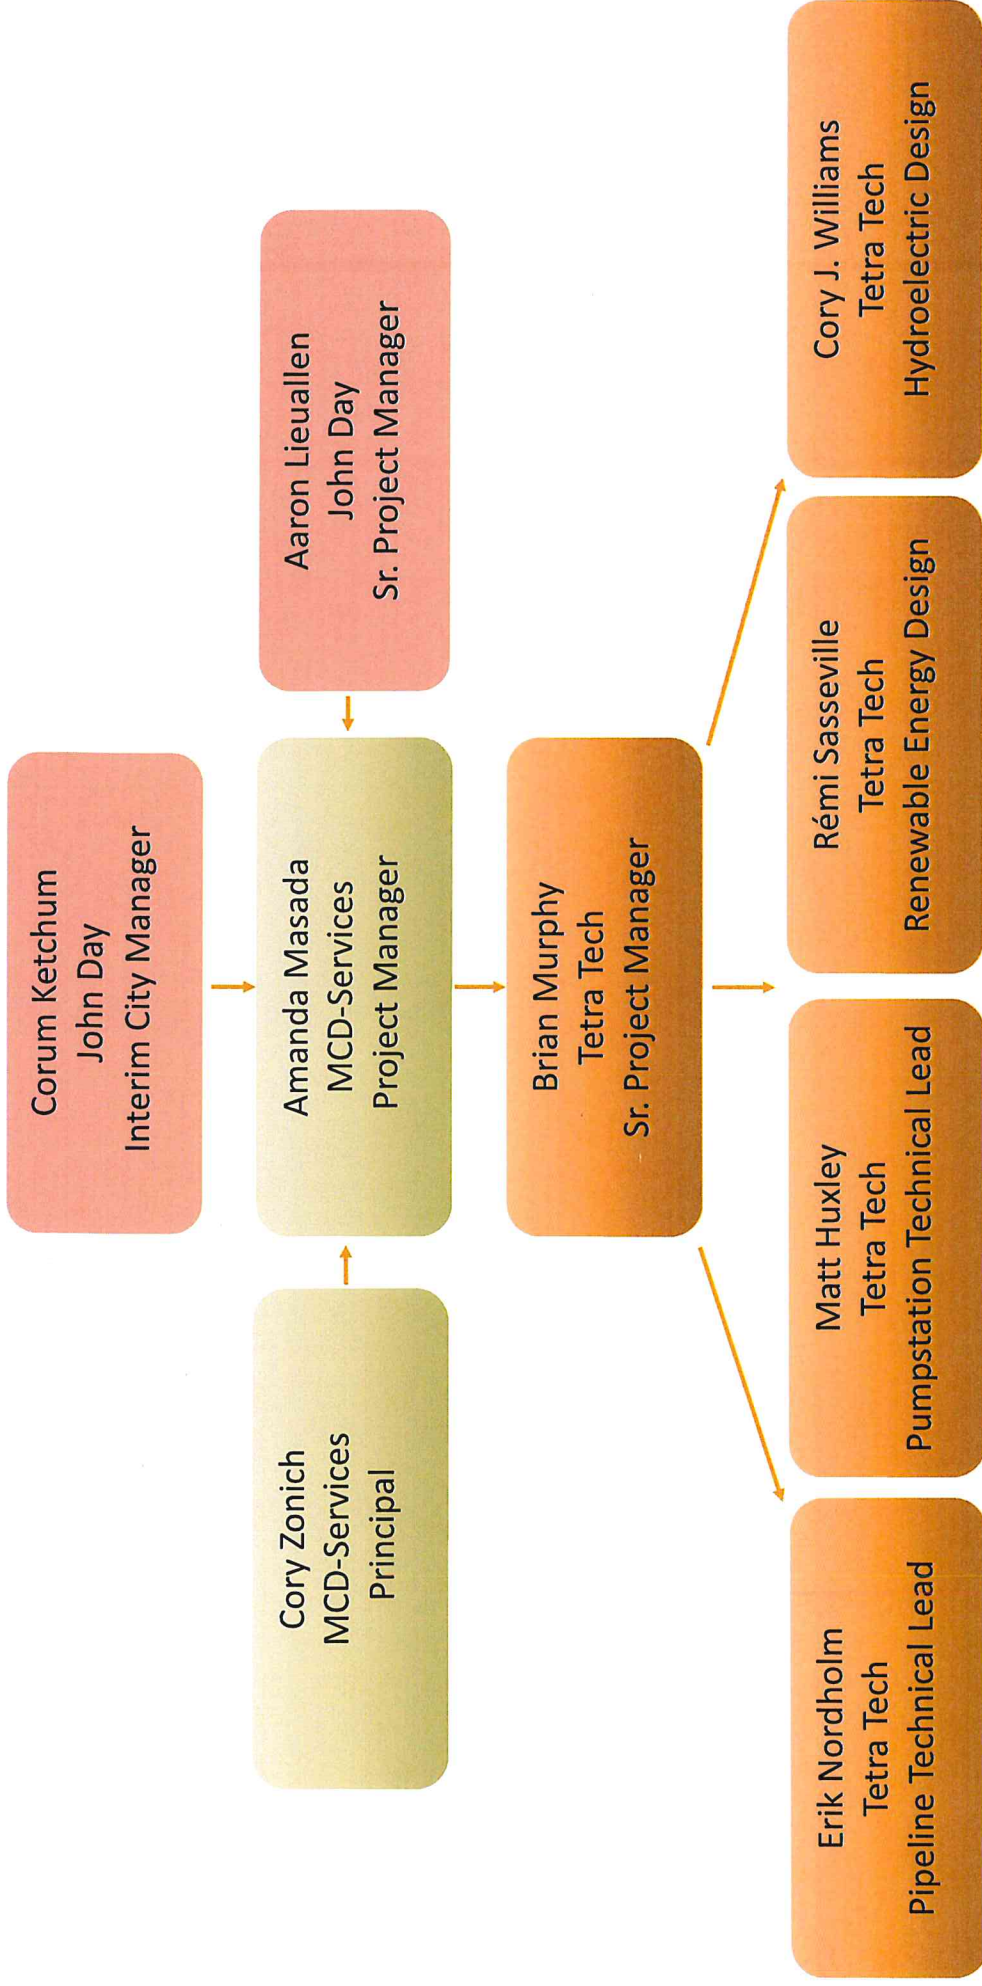 Corum Ketchum
John Day
Interim City Manager
Cory Zonich
MCD-Services
Principal
Amanda Masada
MCD-Services
Project Manager
Aaron Lieuallen
John Day
Sr. Project Manager
Brian Murphy
Tetra Tech
Sr. Project Manager
Erik Nordholm
Tetra Tech
Pipeline Technical Lead
Matt Huxley
Tetra Tech
Pumpstation Technical Lead
Rémi Sasseville
Tetra Tech
Renewable Energy Design
Cory J. Williams
Tetra Tech
Hydroelectric Design